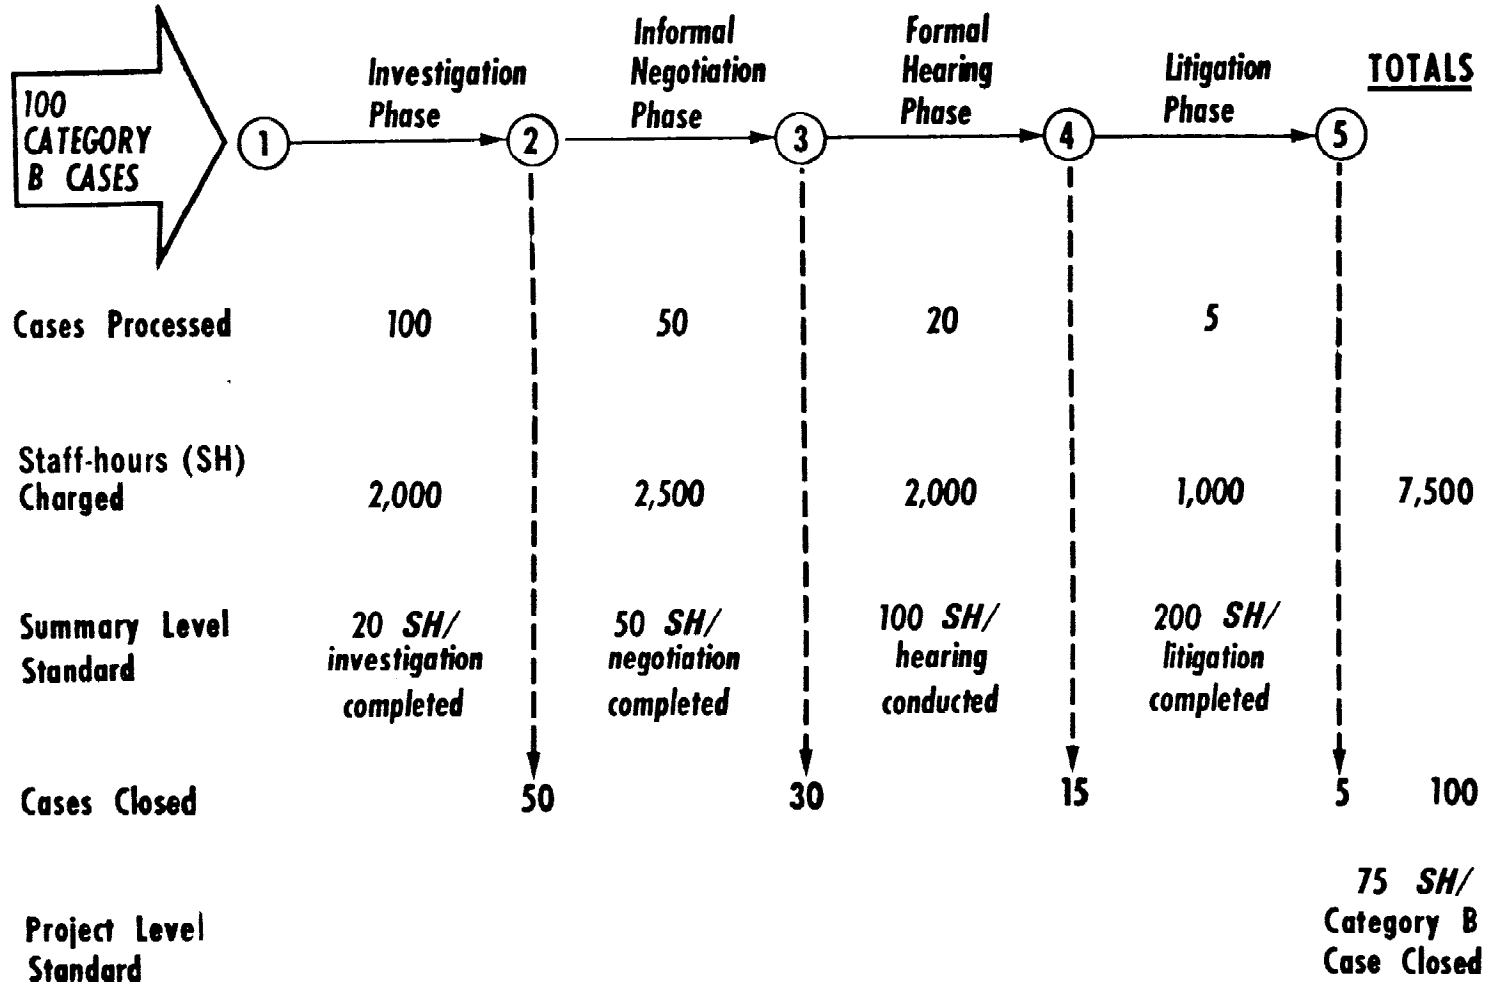 100
CATEGORY
B CASES
1
Investigation
Phase
2
Informal
Negotiation
Phase
3
Formal
Hearing
Phase
4
Litigation
Phase
5
TOTALS
Cases Processed 100 50 20 5
Staff-hours (SH)
Charged 2,000 2,500 2,000 1,000 7,500
Summary Level
Standard
20 SH/
investigation
completed
50 SH/
negotiation
completed
100 SH/
hearing
conducted
200 SH/
litigation
completed
Cases Closed 50 30 15 5 100
Project Level
Standard
75 SH/
Category B
Case Closed